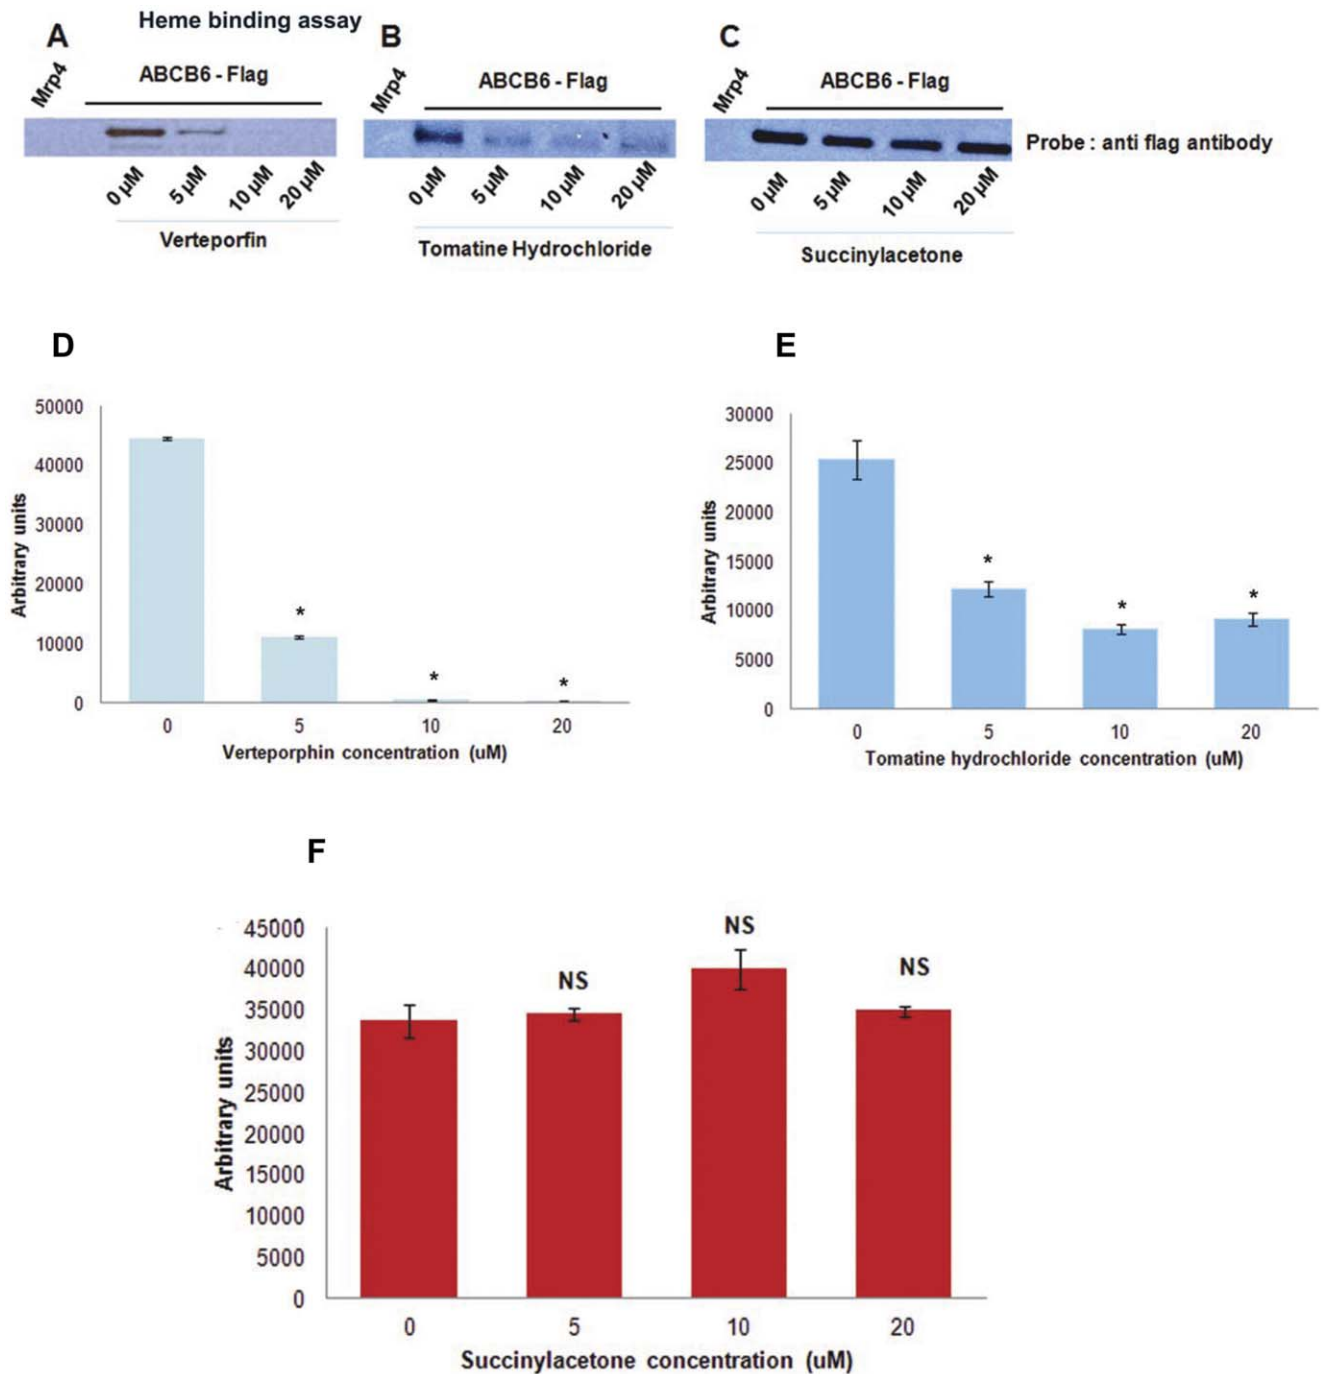 Heme binding assay
A
B
C
Mrp4
ABCB6 - Flag
Mrp4
ABCB6 - Flag
Mrp4
ABCB6 - Flag
Probe : anti flag antibody
0 µM
5 µM
10 µM
20 µM
0 µM
5 µM
10 µM
20 µM
0 µM
5 µM
10 µM
20 µM
Verteporfin
Tomatine Hydrochloride
Succinylacetone
D
50000
40000
30000
20000
10000
0
Arbitrary units
*
*
*
0 5 10 20
Verteporphin concentration (uM)
E
30000
25000
20000
15000
10000
5000
0
Arbitrary units
*
*
*
0 5 10 20
Tomatine hydrochloride concentration (uM)
F
45000
40000
35000
30000
25000
20000
15000
10000
5000
0
Arbitrary units
NS
NS
NS
0 5 10 20
Succinylacetone concentration (uM)